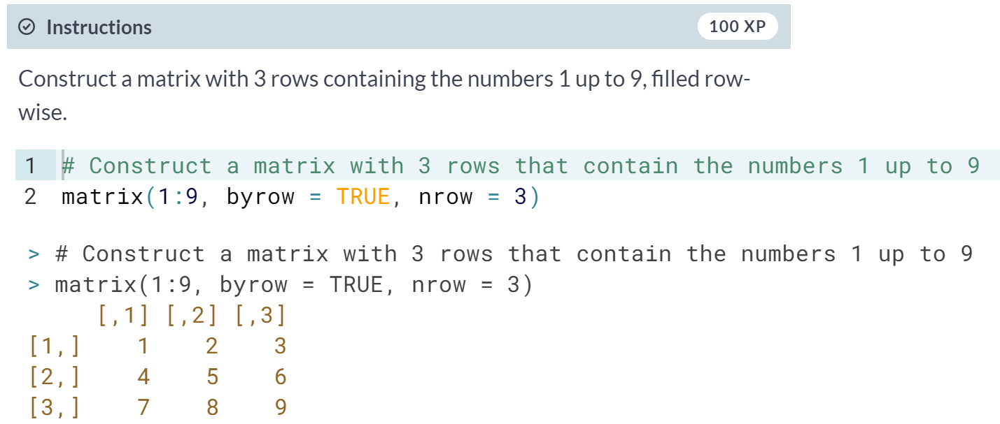 Instructions 100 XP
Construct a matrix with 3 rows containing the numbers 1 up to 9, filled row-
wise.
1 # Construct a matrix with 3 rows that contain the numbers 1 up to 9
2 matrix(1:9, byrow = TRUE, nrow = 3)
> # Construct a matrix with 3 rows that contain the numbers 1 up to 9
> matrix(1:9, byrow = TRUE, nrow = 3)
[,1] [,2] [,3]
[1,] 1 2 3
[2,] 4 5 6
[3,] 7 8 9